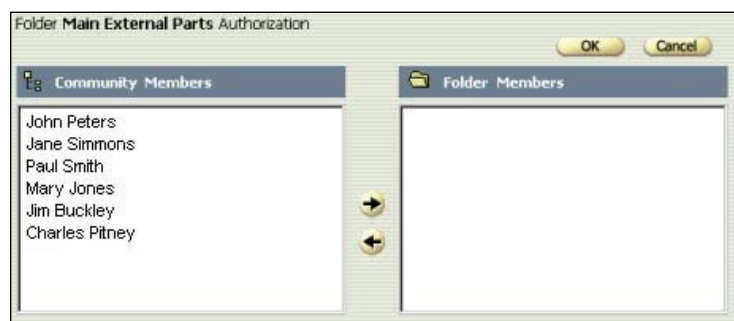 Folder Main External Parts Authorization
OK Cancel
Community Members
Folder Members
John Peters
Jane Simmons
Paul Smith
Mary Jones
Jim Buckley
Charles Pitney